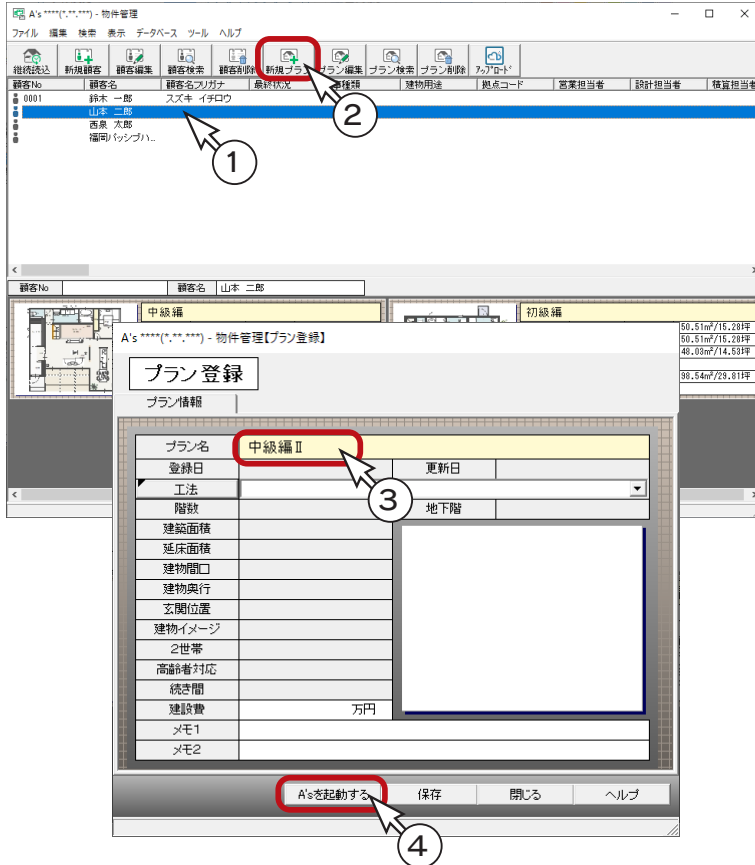 A's ****(*.**.***) - 物件管理
ファイル 編集 検索 表示 データベース ツール ヘルプ
継続読込 新規顧客 顧客編集 顧客検索 顧客削除 新規プラン プラン編集 プラン検索 プラン削除 アップロード
顧客No 顧客名 顧客名フリガナ 最終状況 種類 建物用途 拠点コード 営業担当者 設計担当者 積算担当者
0001 鈴木 一郎 スズキ イチロウ
山本 二郎
西泉 太郎
福岡パッシブハ...
①
②
顧客No 顧客名 山本 二郎
中級編 初級編
50.51m²/15.28坪
50.51m²/15.28坪
48.03m²/14.53坪
98.54m²/29.81坪
A's ****(*.**.***) - 物件管理【プラン登録】
プラン登録
プラン情報
プラン名 中級編Ⅱ
登録日 更新日
工法
③
階数 地下階
建築面積
延床面積
建物間口
建物奥行
玄関位置
建物イメージ
2世帯
高齢者対応
続き間
建設費 万円
メモ1
メモ2
A'sを起動する 保存 閉じる ヘルプ
④